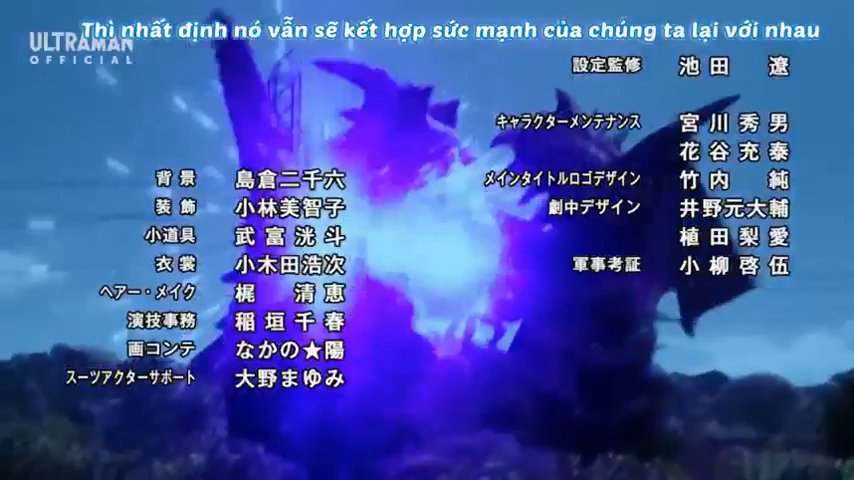 Thì nhất định nó vẫn sẽ kết hợp sức mạnh của chúng ta lại với nhau
ULTRAMAN
OFFICIAL
設定監修 池田 遼
キャラクターメンテナンス 宮川秀男
花谷充泰
メインタイトルロゴデザイン 竹内 純
劇中デザイン 井野元大輔
植田梨愛
軍事考証 小柳啓伍
背景 島倉二千六
装飾 小林美智子
小道具 武富洸斗
衣裳 小木田浩次
ヘアー・メイク 梶 清恵
演技事務 稲垣千春
画コンテ なかの★陽
スーツアクターサポート 大野まゆみ